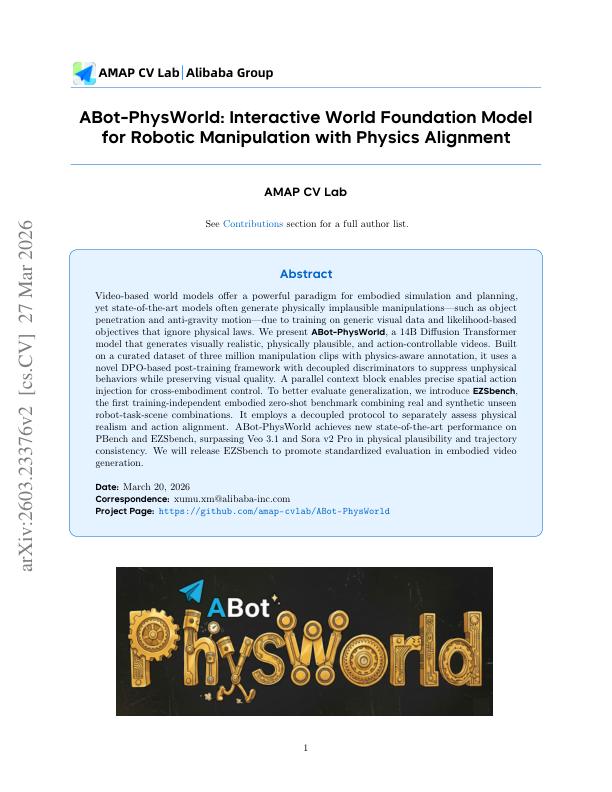 AMAP CV Lab | Alibaba Group
ABot-PhysWorld: Interactive World Foundation Model
for Robotic Manipulation with Physics Alignment
AMAP CV Lab
See Contributions section for a full author list.
Abstract
Video-based world models offer a powerful paradigm for embodied simulation and planning,
yet state-of-the-art models often generate physically implausible manipulations—such as object
penetration and anti-gravity motion—due to training on generic visual data and likelihood-based
objectives that ignore physical laws. We present ABot-PhysWorld, a 14B Diffusion Transformer
model that generates visually realistic, physically plausible, and action-controllable videos. Built
on a curated dataset of three million manipulation clips with physics-aware annotation, it uses a
novel DPO-based post-training framework with decoupled discriminators to suppress unphysical
behaviors while preserving visual quality. A parallel context block enables precise spatial action
injection for cross-embodiment control. To better evaluate generalization, we introduce EZSbench,
the first training-independent embodied zero-shot benchmark combining real and synthetic unseen
robot-task-scene combinations. It employs a decoupled protocol to separately assess physical
realism and action alignment. ABot-PhysWorld achieves new state-of-the-art performance on
PBench and EZSbench, surpassing Veo 3.1 and Sora v2 Pro in physical plausibility and trajectory
consistency. We will release EZSbench to promote standardized evaluation in embodied video
generation.
Date: March 20, 2026
Correspondence: xumu.xm@alibaba-inc.com
Project Page: https://github.com/amap-cvlab/ABot-PhysWorld
ABot
PhysWorld
1
arXiv:2603.23376v2 [cs.CV] 27 Mar 2026